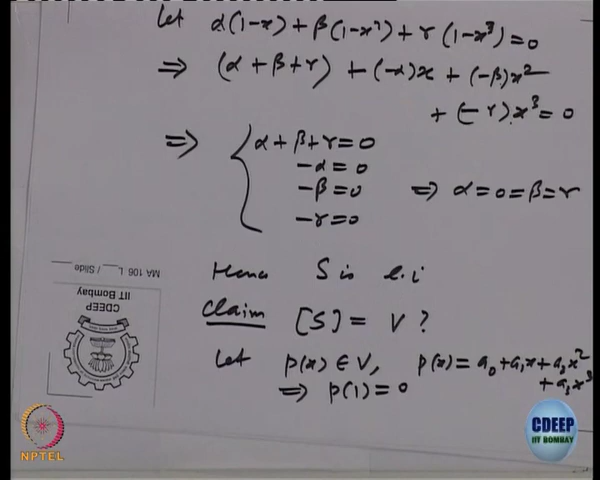 let α(1-x) + β(1-x²) + r(1-x³) = 0
⇒ (α + β + r) + (-α)x + (-β)x²
+ (-r)x³ = 0
⇒ { α + β + r = 0
-α = 0
-β = 0 ⇒ α = 0 = β = r
-r = 0
Hence S is l.i
Claim [S] = V ?
Let p(x) ∈ V, p(x) = a₀ + a₁x + a₂x²
+ a₃x³
⇒ p(1) = 0
MA 106 L__/ Slide
CDEEP
IIT Bombay
NPTEL
CDEEP
IIT BOMBAY